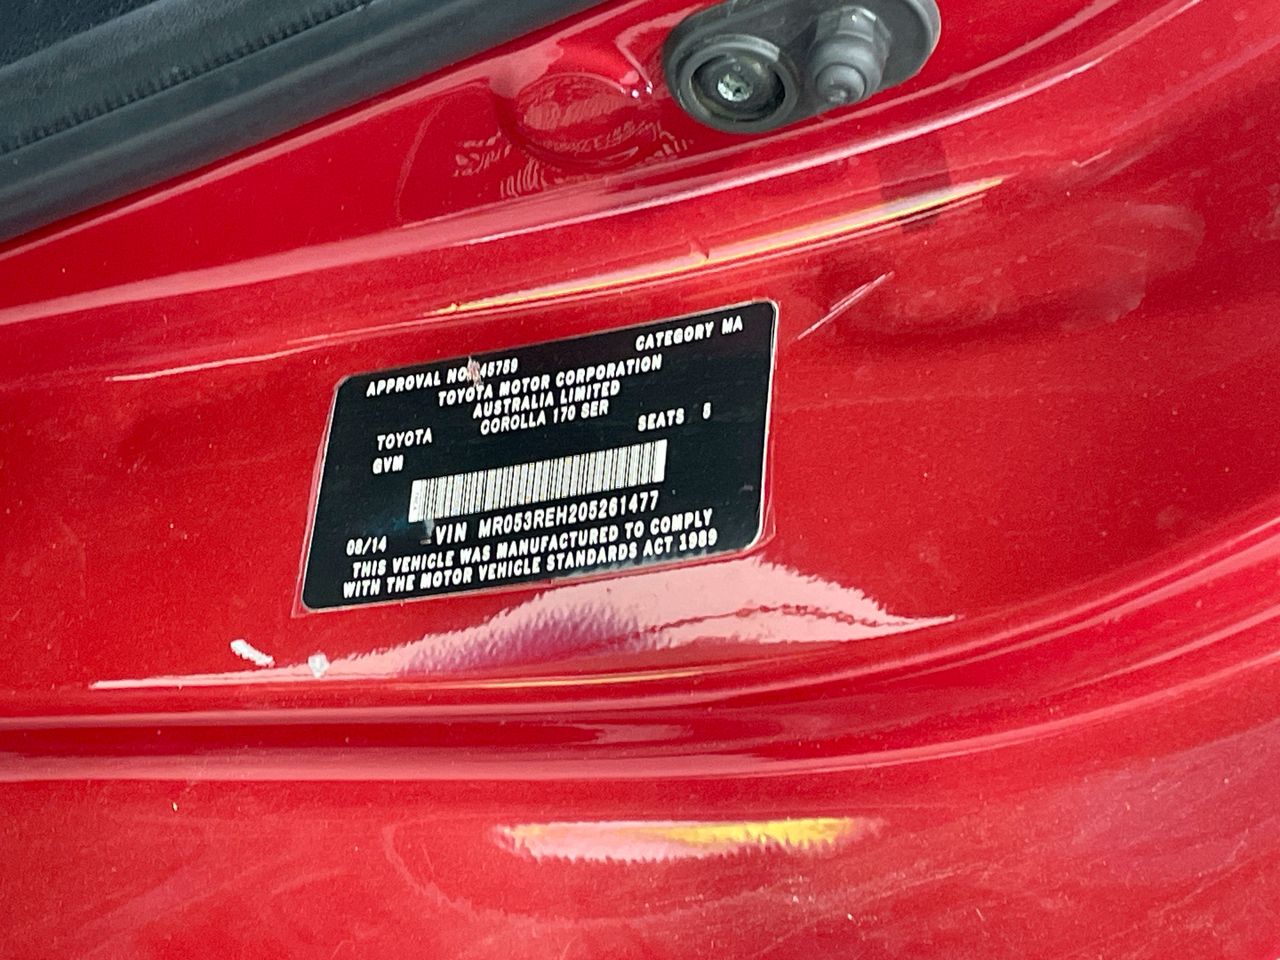 APPROVAL NO 45759 CATEGORY MA
TOYOTA MOTOR CORPORATION
AUSTRALIA LIMITED
TOYOTA COROLLA 170 SER SEATS 5
GVM
VIN MR053REH205261477
08/14
THIS VEHICLE WAS MANUFACTURED TO COMPLY
WITH THE MOTOR VEHICLE STANDARDS ACT 1989